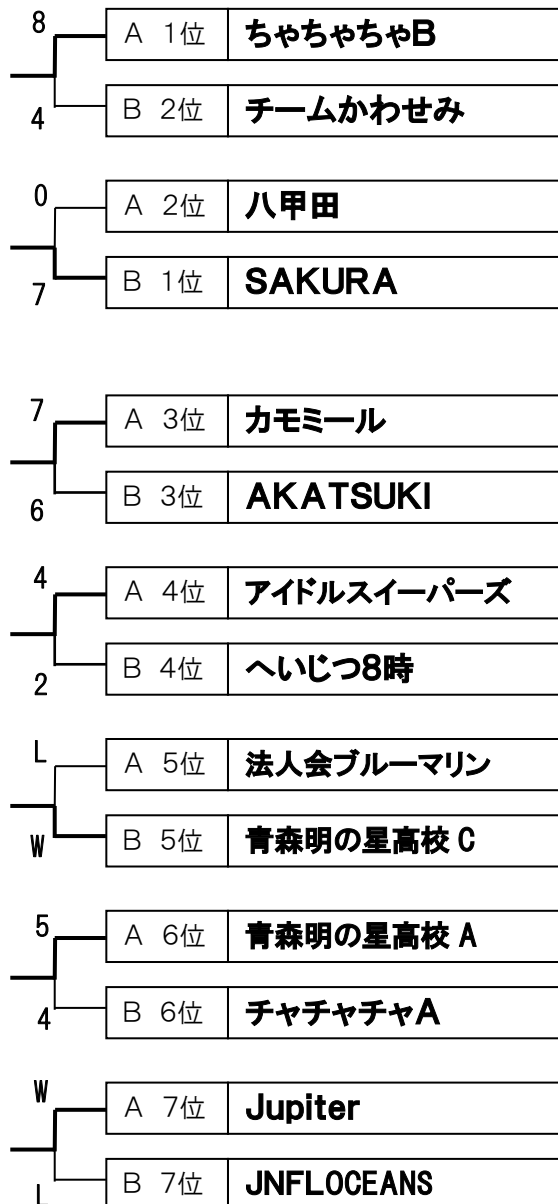 8
A 1位 ちゃちゃちゃB
B 2位 チームかわせみ
4
0
A 2位 八甲田
B 1位 SAKURA
7
7
A 3位 カモミール
B 3位 AKATSUKI
6
4
A 4位 アイドルスイーパーズ
B 4位 へいじつ8時
2
L
A 5位 法人会ブルーマリン
B 5位 青森明の星高校 C
W
5
A 6位 青森明の星高校 A
B 6位 チャチャチャA
4
W
A 7位 Jupiter
B 7位 JNFLOCEANS
L